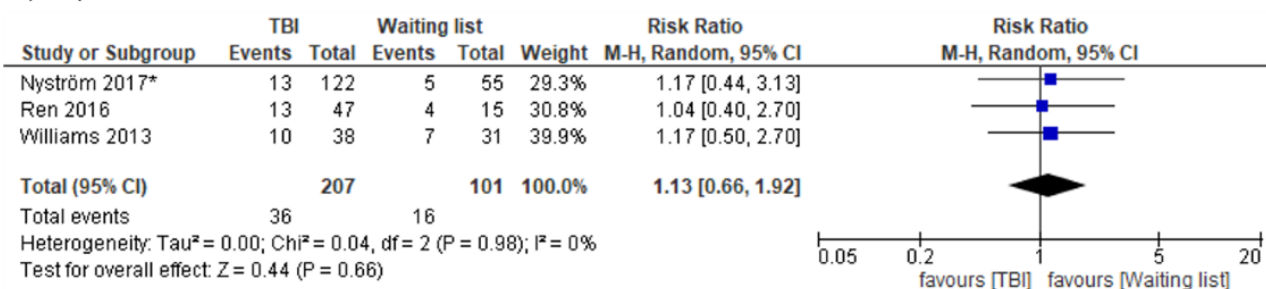 TBI Waiting list Risk Ratio Risk Ratio
Study or Subgroup Events Total Events Total Weight M-H, Random, 95% CI M-H, Random, 95% CI
Nyström 2017* 13 122 5 55 29.3% 1.17 [0.44, 3.13]
Ren 2016 13 47 4 15 30.8% 1.04 [0.40, 2.70]
Williams 2013 10 38 7 31 39.9% 1.17 [0.50, 2.70]
Total (95% CI) 207 101 100.0% 1.13 [0.66, 1.92]
Total events 36 16
Heterogeneity: Tau² = 0.00; Chi² = 0.04, df = 2 (P = 0.98); I² = 0%
Test for overall effect: Z = 0.44 (P = 0.66)
0.05 0.2 1 5 20
favours [TBI] favours [Waiting list]